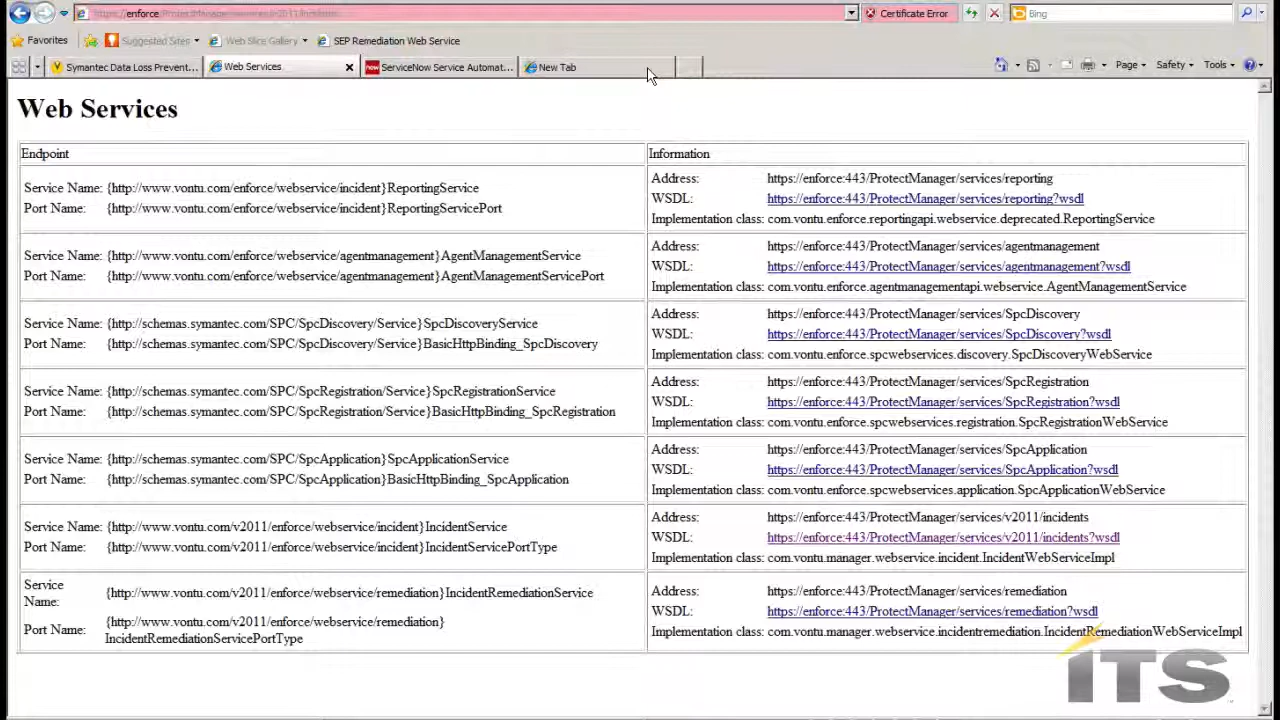 https://enforce/ProtectManager/services/v2011/incidents
Certificate Error
Bing
Favorites
Suggested Sites
Web Slice Gallery
SEP Remediation Web Service
Symantec Data Loss Prevent...
Web Services
ServiceNow Service Automat...
New Tab
Page
Safety
Tools
Web Services
Endpoint
Information
Service Name: {http://www.vontu.com/enforce/webservice/incident}ReportingService
Port Name: {http://www.vontu.com/enforce/webservice/incident}ReportingServicePort
Address: https://enforce:443/ProtectManager/services/reporting
WSDL: https://enforce:443/ProtectManager/services/reporting?wsdl
Implementation class: com.vontu.enforce.reportingapi.webservice.deprecated.ReportingService
Service Name: {http://www.vontu.com/enforce/webservice/agentmanagement}AgentManagementService
Port Name: {http://www.vontu.com/enforce/webservice/agentmanagement}AgentManagementServicePort
Address: https://enforce:443/ProtectManager/services/agentmanagement
WSDL: https://enforce:443/ProtectManager/services/agentmanagement?wsdl
Implementation class: com.vontu.enforce.agentmanagementapi.webservice.AgentManagementService
Service Name: {http://schemas.symantec.com/SPC/SpcDiscovery/Service}SpcDiscoveryService
Port Name: {http://schemas.symantec.com/SPC/SpcDiscovery/Service}BasicHttpBinding_SpcDiscovery
Address: https://enforce:443/ProtectManager/services/SpcDiscovery
WSDL: https://enforce:443/ProtectManager/services/SpcDiscovery?wsdl
Implementation class: com.vontu.enforce.spcwebservices.discovery.SpcDiscoveryWebService
Service Name: {http://schemas.symantec.com/SPC/SpcRegistration/Service}SpcRegistrationService
Port Name: {http://schemas.symantec.com/SPC/SpcRegistration/Service}BasicHttpBinding_SpcRegistration
Address: https://enforce:443/ProtectManager/services/SpcRegistration
WSDL: https://enforce:443/ProtectManager/services/SpcRegistration?wsdl
Implementation class: com.vontu.enforce.spcwebservices.registration.SpcRegistrationWebService
Service Name: {http://schemas.symantec.com/SPC/SpcApplication}SpcApplicationService
Port Name: {http://schemas.symantec.com/SPC/SpcApplication}BasicHttpBinding_SpcApplication
Address: https://enforce:443/ProtectManager/services/SpcApplication
WSDL: https://enforce:443/ProtectManager/services/SpcApplication?wsdl
Implementation class: com.vontu.enforce.spcwebservices.application.SpcApplicationWebService
Service Name: {http://www.vontu.com/v2011/enforce/webservice/incident}IncidentService
Port Name: {http://www.vontu.com/v2011/enforce/webservice/incident}IncidentServicePortType
Address: https://enforce:443/ProtectManager/services/v2011/incidents
WSDL: https://enforce:443/ProtectManager/services/v2011/incidents?wsdl
Implementation class: com.vontu.manager.webservice.incident.IncidentWebServiceImpl
Service
Name: {http://www.vontu.com/v2011/enforce/webservice/remediation}IncidentRemediationService
Port Name: {http://www.vontu.com/v2011/enforce/webservice/remediation}
IncidentRemediationServicePortType
Address: https://enforce:443/ProtectManager/services/remediation
WSDL: https://enforce:443/ProtectManager/services/remediation?wsdl
Implementation class: com.vontu.manager.webservice.incidentremediation.IncidentRemediationWebServiceImpl
iTS